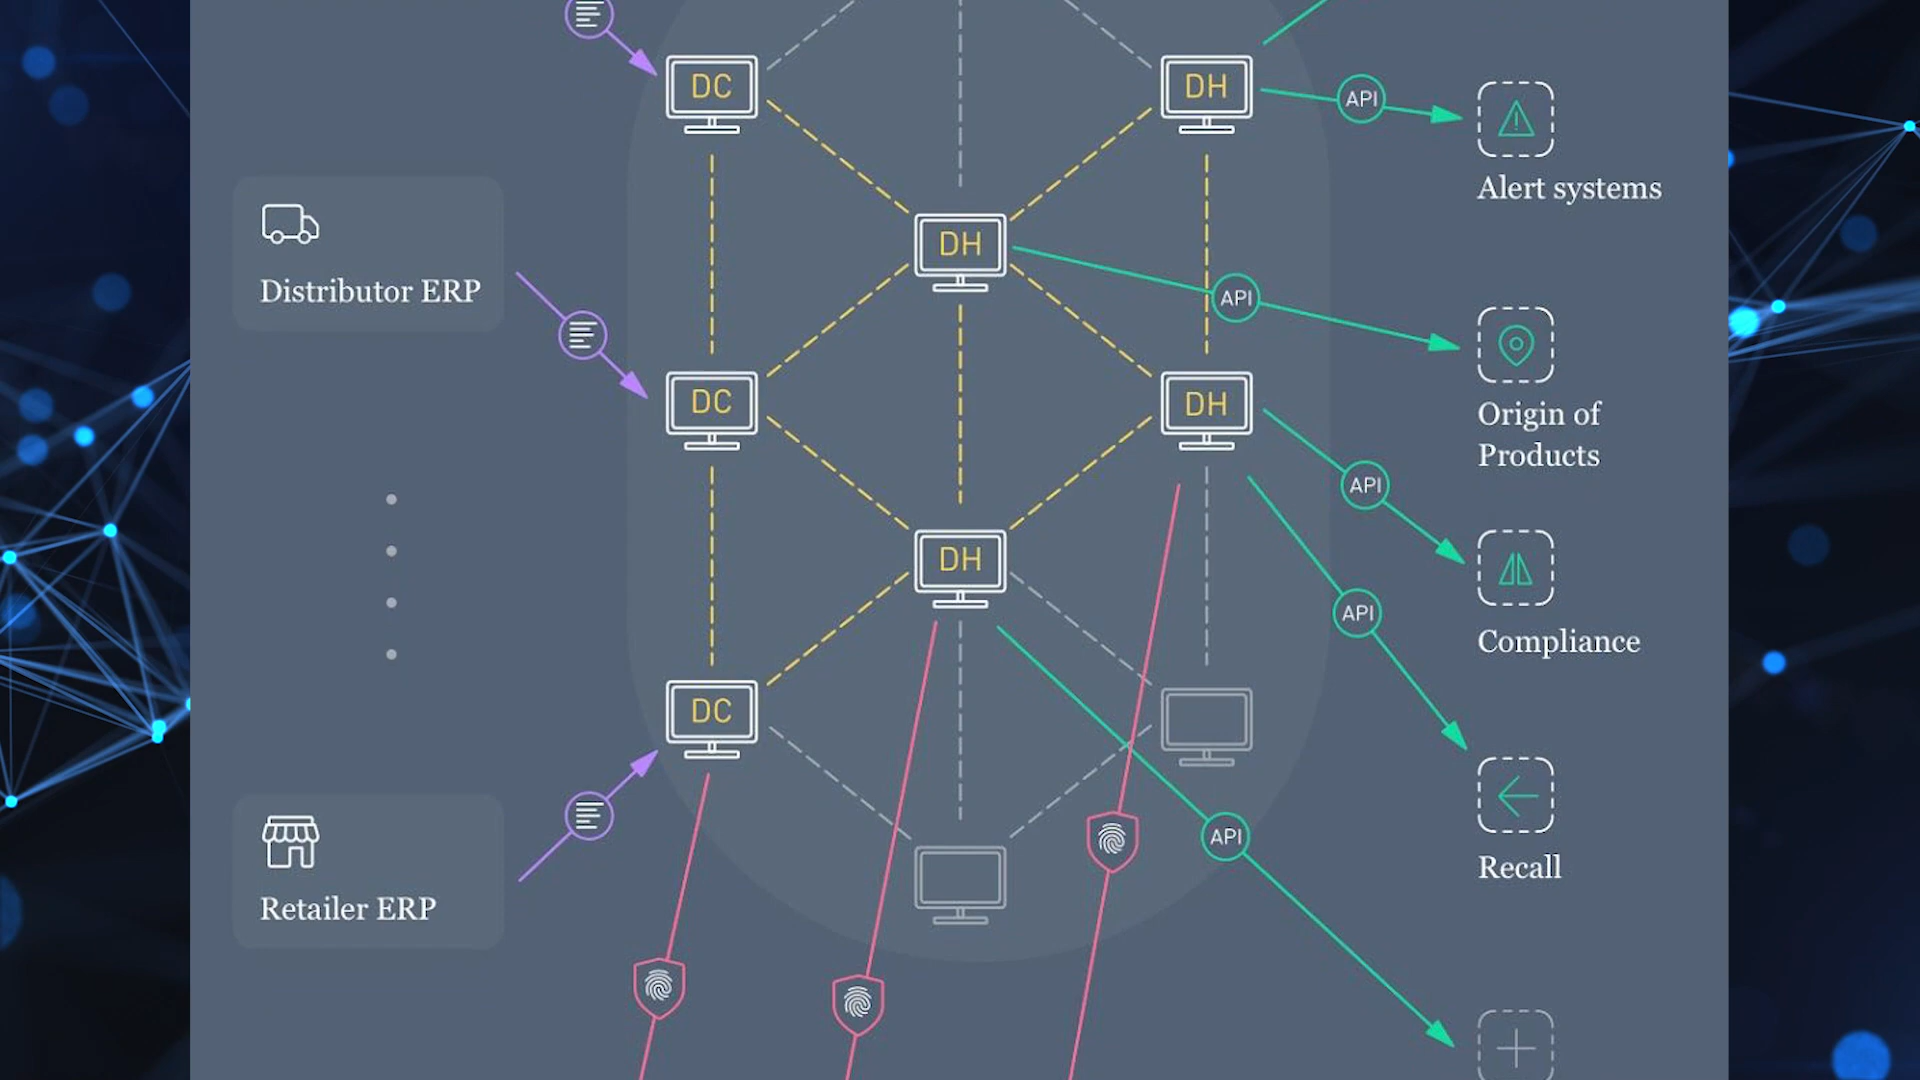 DC
DH
API
Alert systems
DH
Distributor ERP
API
DC
DH
Origin of
Products
API
DH
API
Compliance
DC
API
Recall
Retailer ERP